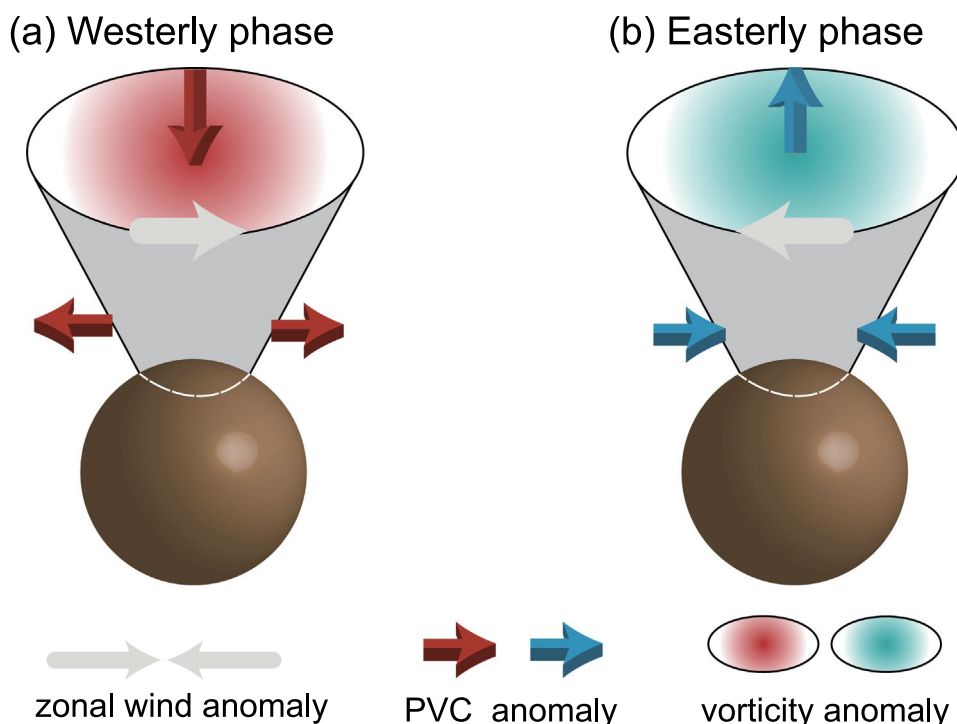 (a) Westerly phase
(b) Easterly phase
zonal wind anomaly
PVC anomaly
vorticity anomaly